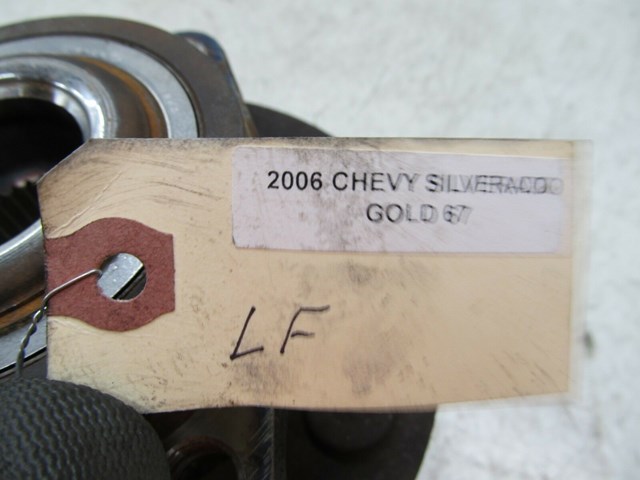 2006 CHEVY SILVERADO
GOLD 67
LF